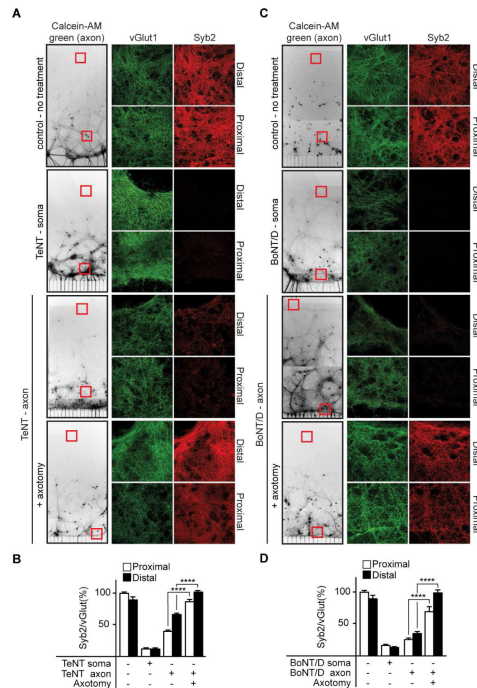 A
Calcein-AM
green (axon)
vGlut1
Syb2
control - no treatment
Distal
Proximal
TeNT - soma
Distal
Proximal
TeNT - axon
Distal
Proximal
+ axotomy
Distal
Proximal
B
Proximal
Distal
Syb2/vGlut(%)
100
50
0
****
****
TeNT soma - + - -
TeNT axon - - + +
Axotomy - - - +
C
Calcein-AM
green (axon)
vGlut1
Syb2
control - no treatment
Distal
Proximal
BoNT/D - soma
Distal
Proximal
BoNT/D - axon
Distal
Proximal
+ axotomy
Distal
Proximal
D
Proximal
Distal
Syb2/vGlut(%)
100
50
0
****
****
BoNT/D soma - + - -
BoNT/D axon - - + +
Axotomy - - - +